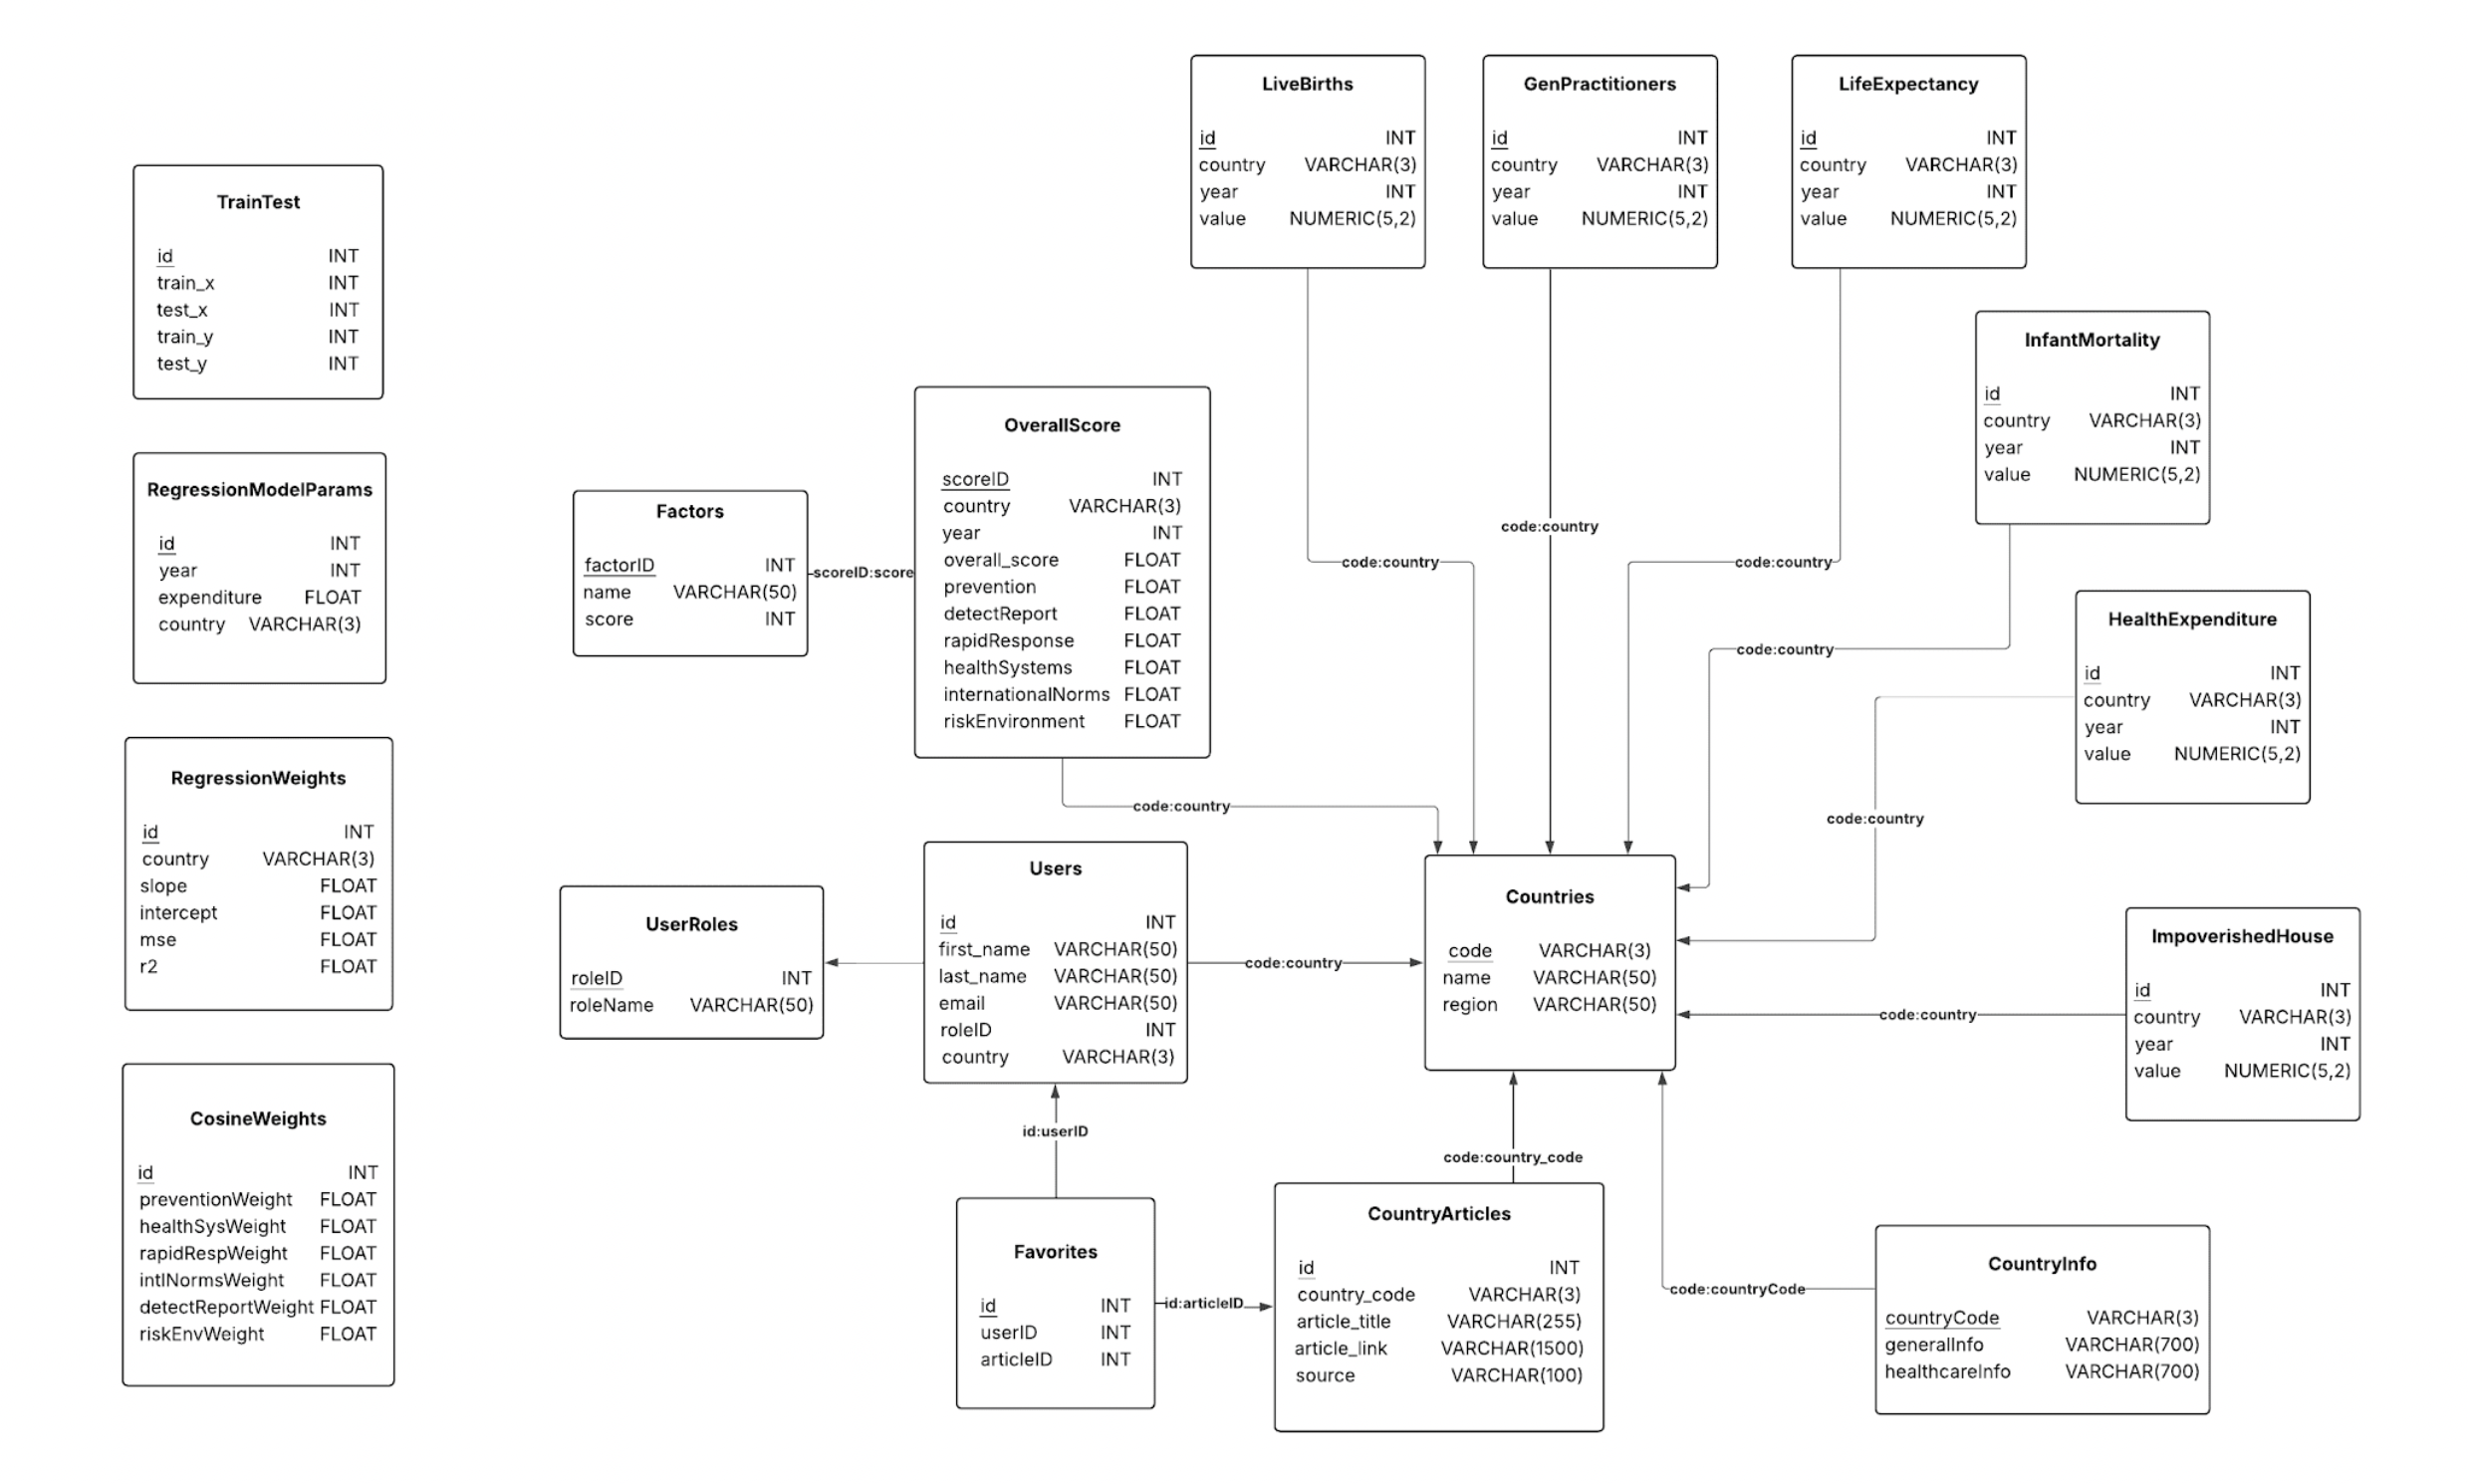 LiveBirths
id INT
country VARCHAR(3)
year INT
value NUMERIC(5,2)
GenPractitioners
id INT
country VARCHAR(3)
year INT
value NUMERIC(5,2)
LifeExpectancy
id INT
country VARCHAR(3)
year INT
value NUMERIC(5,2)
TrainTest
id INT
train_x INT
test_x INT
train_y INT
test_y INT
InfantMortality
id INT
country VARCHAR(3)
year INT
value NUMERIC(5,2)
RegressionModelParams
id INT
year INT
expenditure FLOAT
country VARCHAR(3)
Factors
factorID INT
name VARCHAR(50)
score INT
scoreID:score
OverallScore
scoreID INT
country VARCHAR(3)
year INT
overall_score FLOAT
prevention FLOAT
detectReport FLOAT
rapidResponse FLOAT
healthSystems FLOAT
internationalNorms FLOAT
riskEnvironment FLOAT
code:country
code:country
code:country
code:country
code:country
HealthExpenditure
id INT
country VARCHAR(3)
year INT
value NUMERIC(5,2)
code:country
RegressionWeights
id INT
country VARCHAR(3)
slope FLOAT
intercept FLOAT
mse FLOAT
r2 FLOAT
UserRoles
roleID INT
roleName VARCHAR(50)
Users
id INT
first_name VARCHAR(50)
last_name VARCHAR(50)
email VARCHAR(50)
roleID INT
country VARCHAR(3)
code:country
Countries
code VARCHAR(3)
name VARCHAR(50)
region VARCHAR(50)
code:country
ImpoverishedHouse
id INT
country VARCHAR(3)
year INT
value NUMERIC(5,2)
CosineWeights
id INT
preventionWeight FLOAT
healthSysWeight FLOAT
rapidRespWeight FLOAT
intlNormsWeight FLOAT
detectReportWeight FLOAT
riskEnvWeight FLOAT
id:userID
code:country_code
Favorites
id INT
userID INT
articleID INT
id:articleID
CountryArticles
id INT
country_code VARCHAR(3)
article_title VARCHAR(255)
article_link VARCHAR(1500)
source VARCHAR(100)
code:countryCode
CountryInfo
countryCode VARCHAR(3)
generalInfo VARCHAR(700)
healthcareInfo VARCHAR(700)